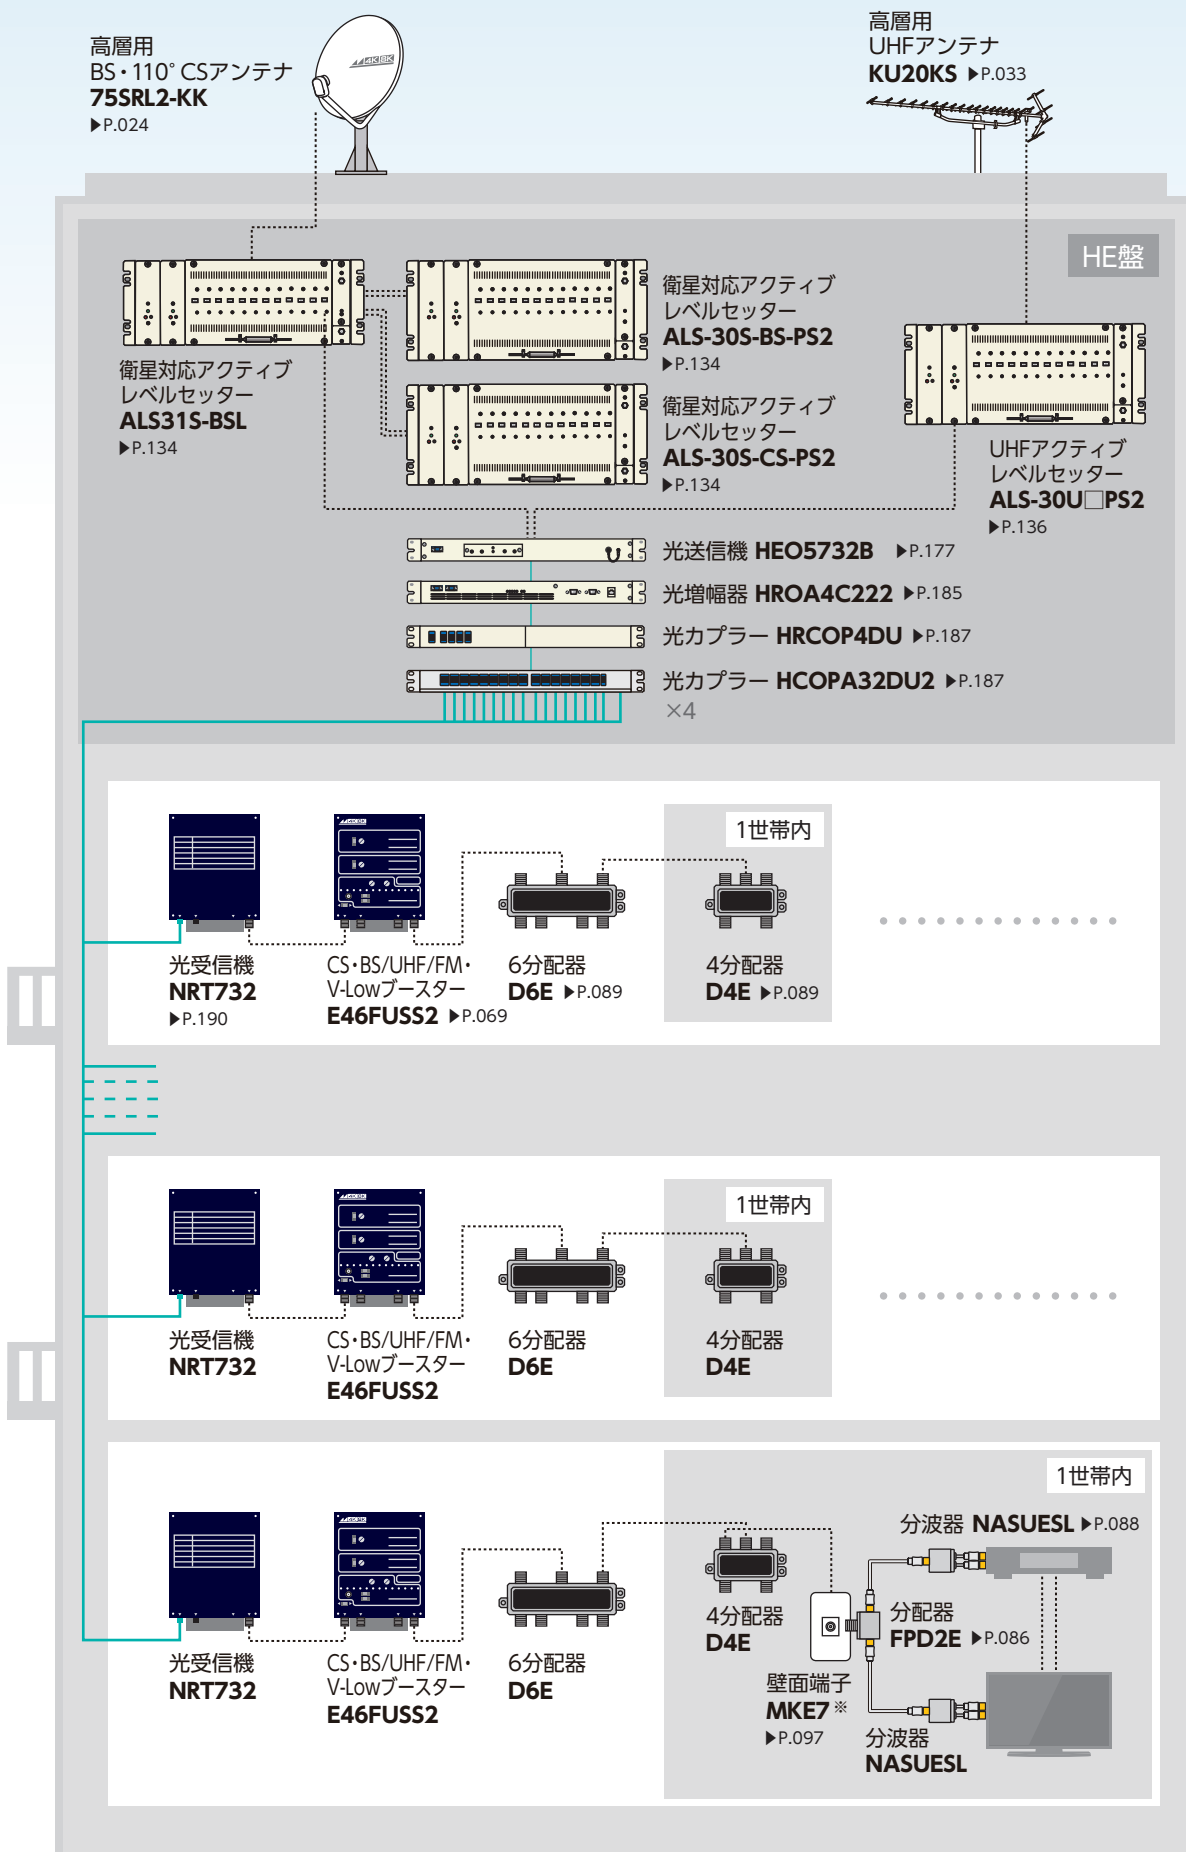 高層用
BS・110°CSアンテナ
75SRL2-KK
▶P.024
高層用
UHFアンテナ
KU20KS ▶P.033
4K 8K
HE盤
衛星対応アクティブ
レベルセッター
ALS31S-BSL
▶P.134
衛星対応アクティブ
レベルセッター
ALS-30S-BS-PS2
▶P.134
衛星対応アクティブ
レベルセッター
ALS-30S-CS-PS2
▶P.134
UHFアクティブ
レベルセッター
ALS-30U□PS2
▶P.136
光送信機 HEO5732B ▶P.177
光増幅器 HROA4C222 ▶P.185
光カプラー HRCOP4DU ▶P.187
光カプラー HCOPA32DU2 ▶P.187
×4
1世帯内
光受信機
NRT732
▶P.190
CS・BS/UHF/FM・
V-Lowブースター
E46FUSS2 ▶P.069
6分配器
D6E ▶P.089
4分配器
D4E ▶P.089
1世帯内
光受信機
NRT732
CS・BS/UHF/FM・
V-Lowブースター
E46FUSS2
6分配器
D6E
4分配器
D4E
1世帯内
光受信機
NRT732
CS・BS/UHF/FM・
V-Lowブースター
E46FUSS2
6分配器
D6E
4分配器
D4E
分波器 NASUESL ▶P.088
分配器
FPD2E ▶P.086
壁面端子
MKE7※
▶P.097
分波器
NASUESL